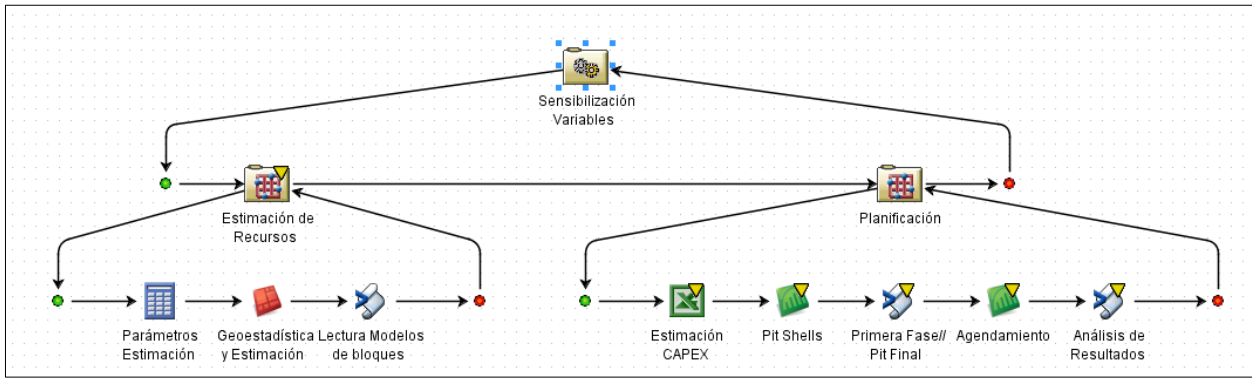 Sensibilización
Variables
Estimación de
Recursos
Planificación
Parámetros
Estimación
Geoestadística
y Estimación
Lectura Modelos
de bloques
Estimación
CAPEX
Pit Shells
Primera Fase//
Pit Final
Agendamiento
Análisis de
Resultados